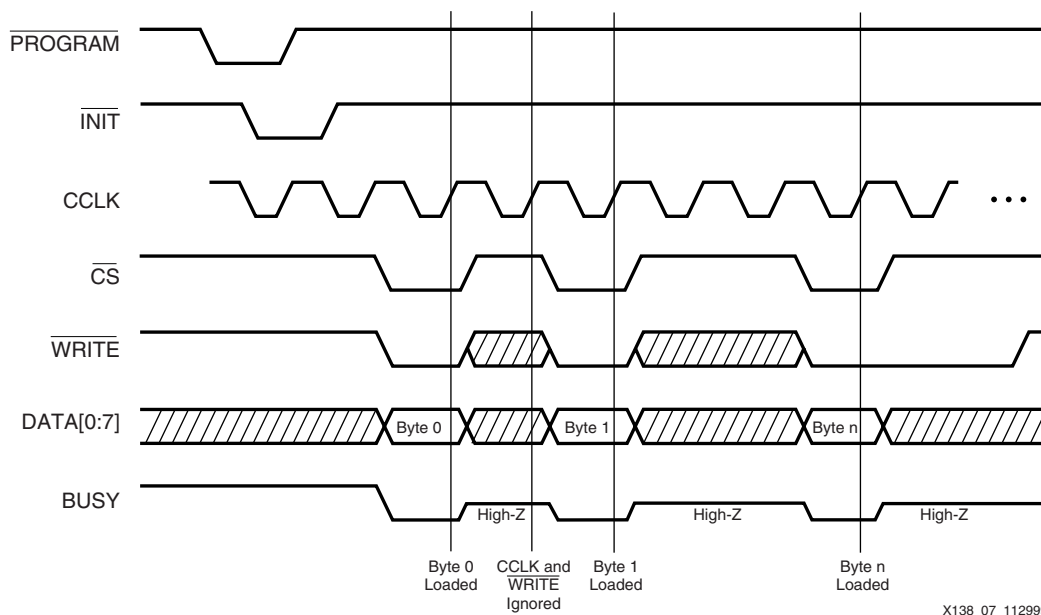 PROGRAM
INIT
CCLK
...
CS
WRITE
DATA[0:7]
Byte 0
Byte 1
Byte n
BUSY
High-Z
High-Z
High-Z
Byte 0
Loaded
CCLK and
WRITE
Ignored
Byte 1
Loaded
Byte n
Loaded
X138_07_11299